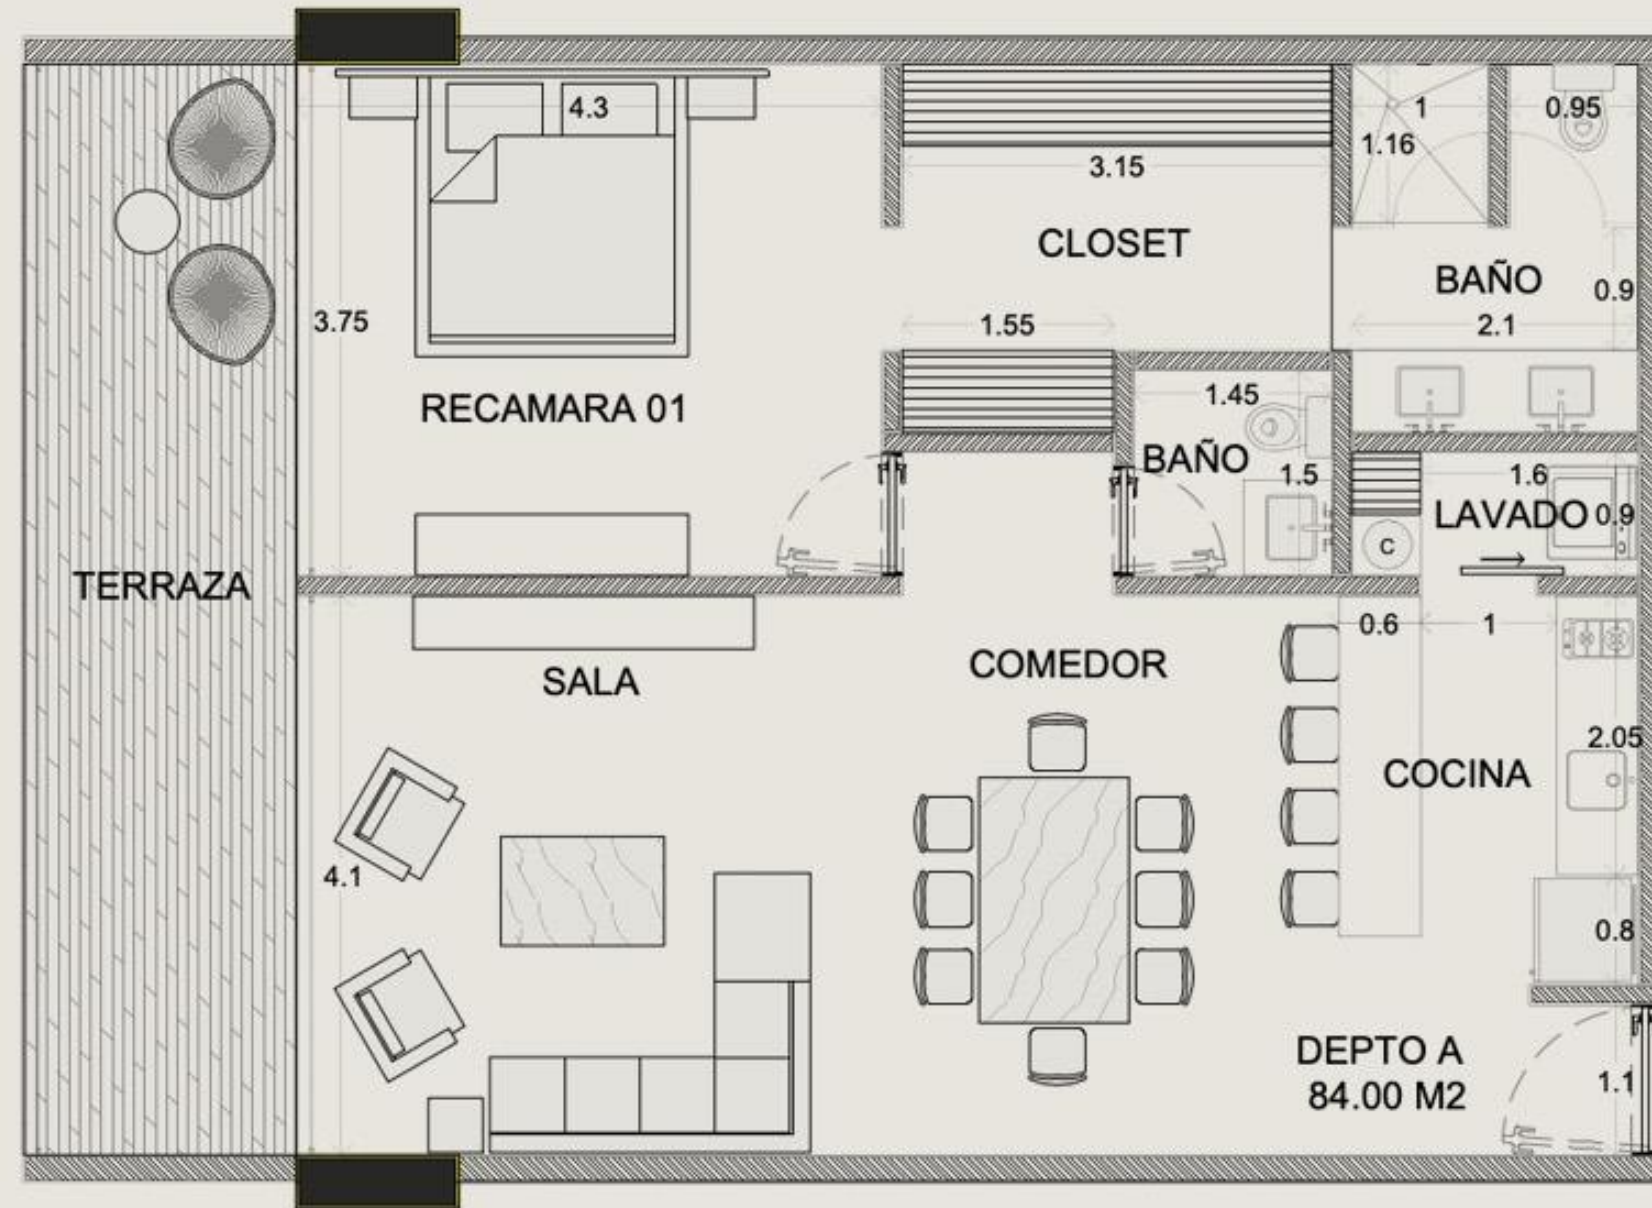 4.3
1
0.95
1.16
3.15
CLOSET
BAÑO
0.9
3.75
1.55
2.1
RECAMARA 01
1.45
BAÑO
1.5
1.6
LAVADO
0.9
C
TERRAZA
0.6
1
SALA
COMEDOR
2.05
COCINA
4.1
0.8
DEPTO A
84.00 M2
1.1